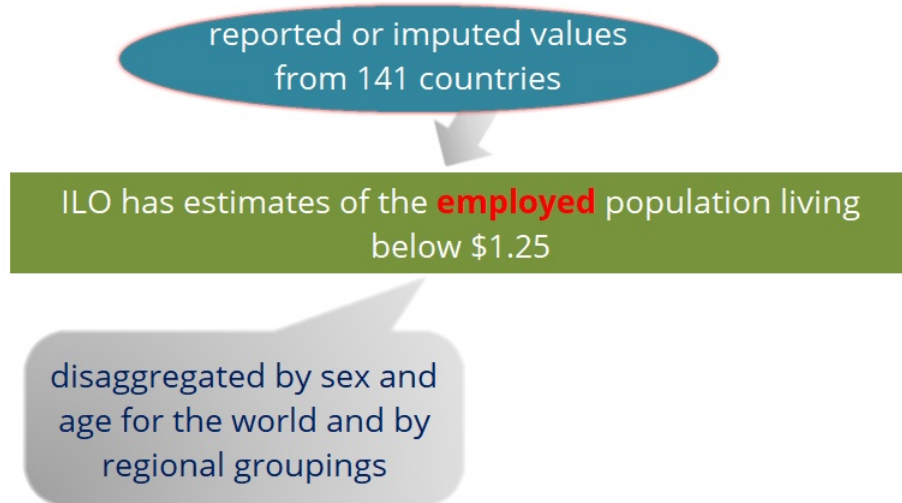 reported or imputed values
from 141 countries
ILO has estimates of the employed population living
below $1.25
disaggregated by sex and
age for the world and by
regional groupings